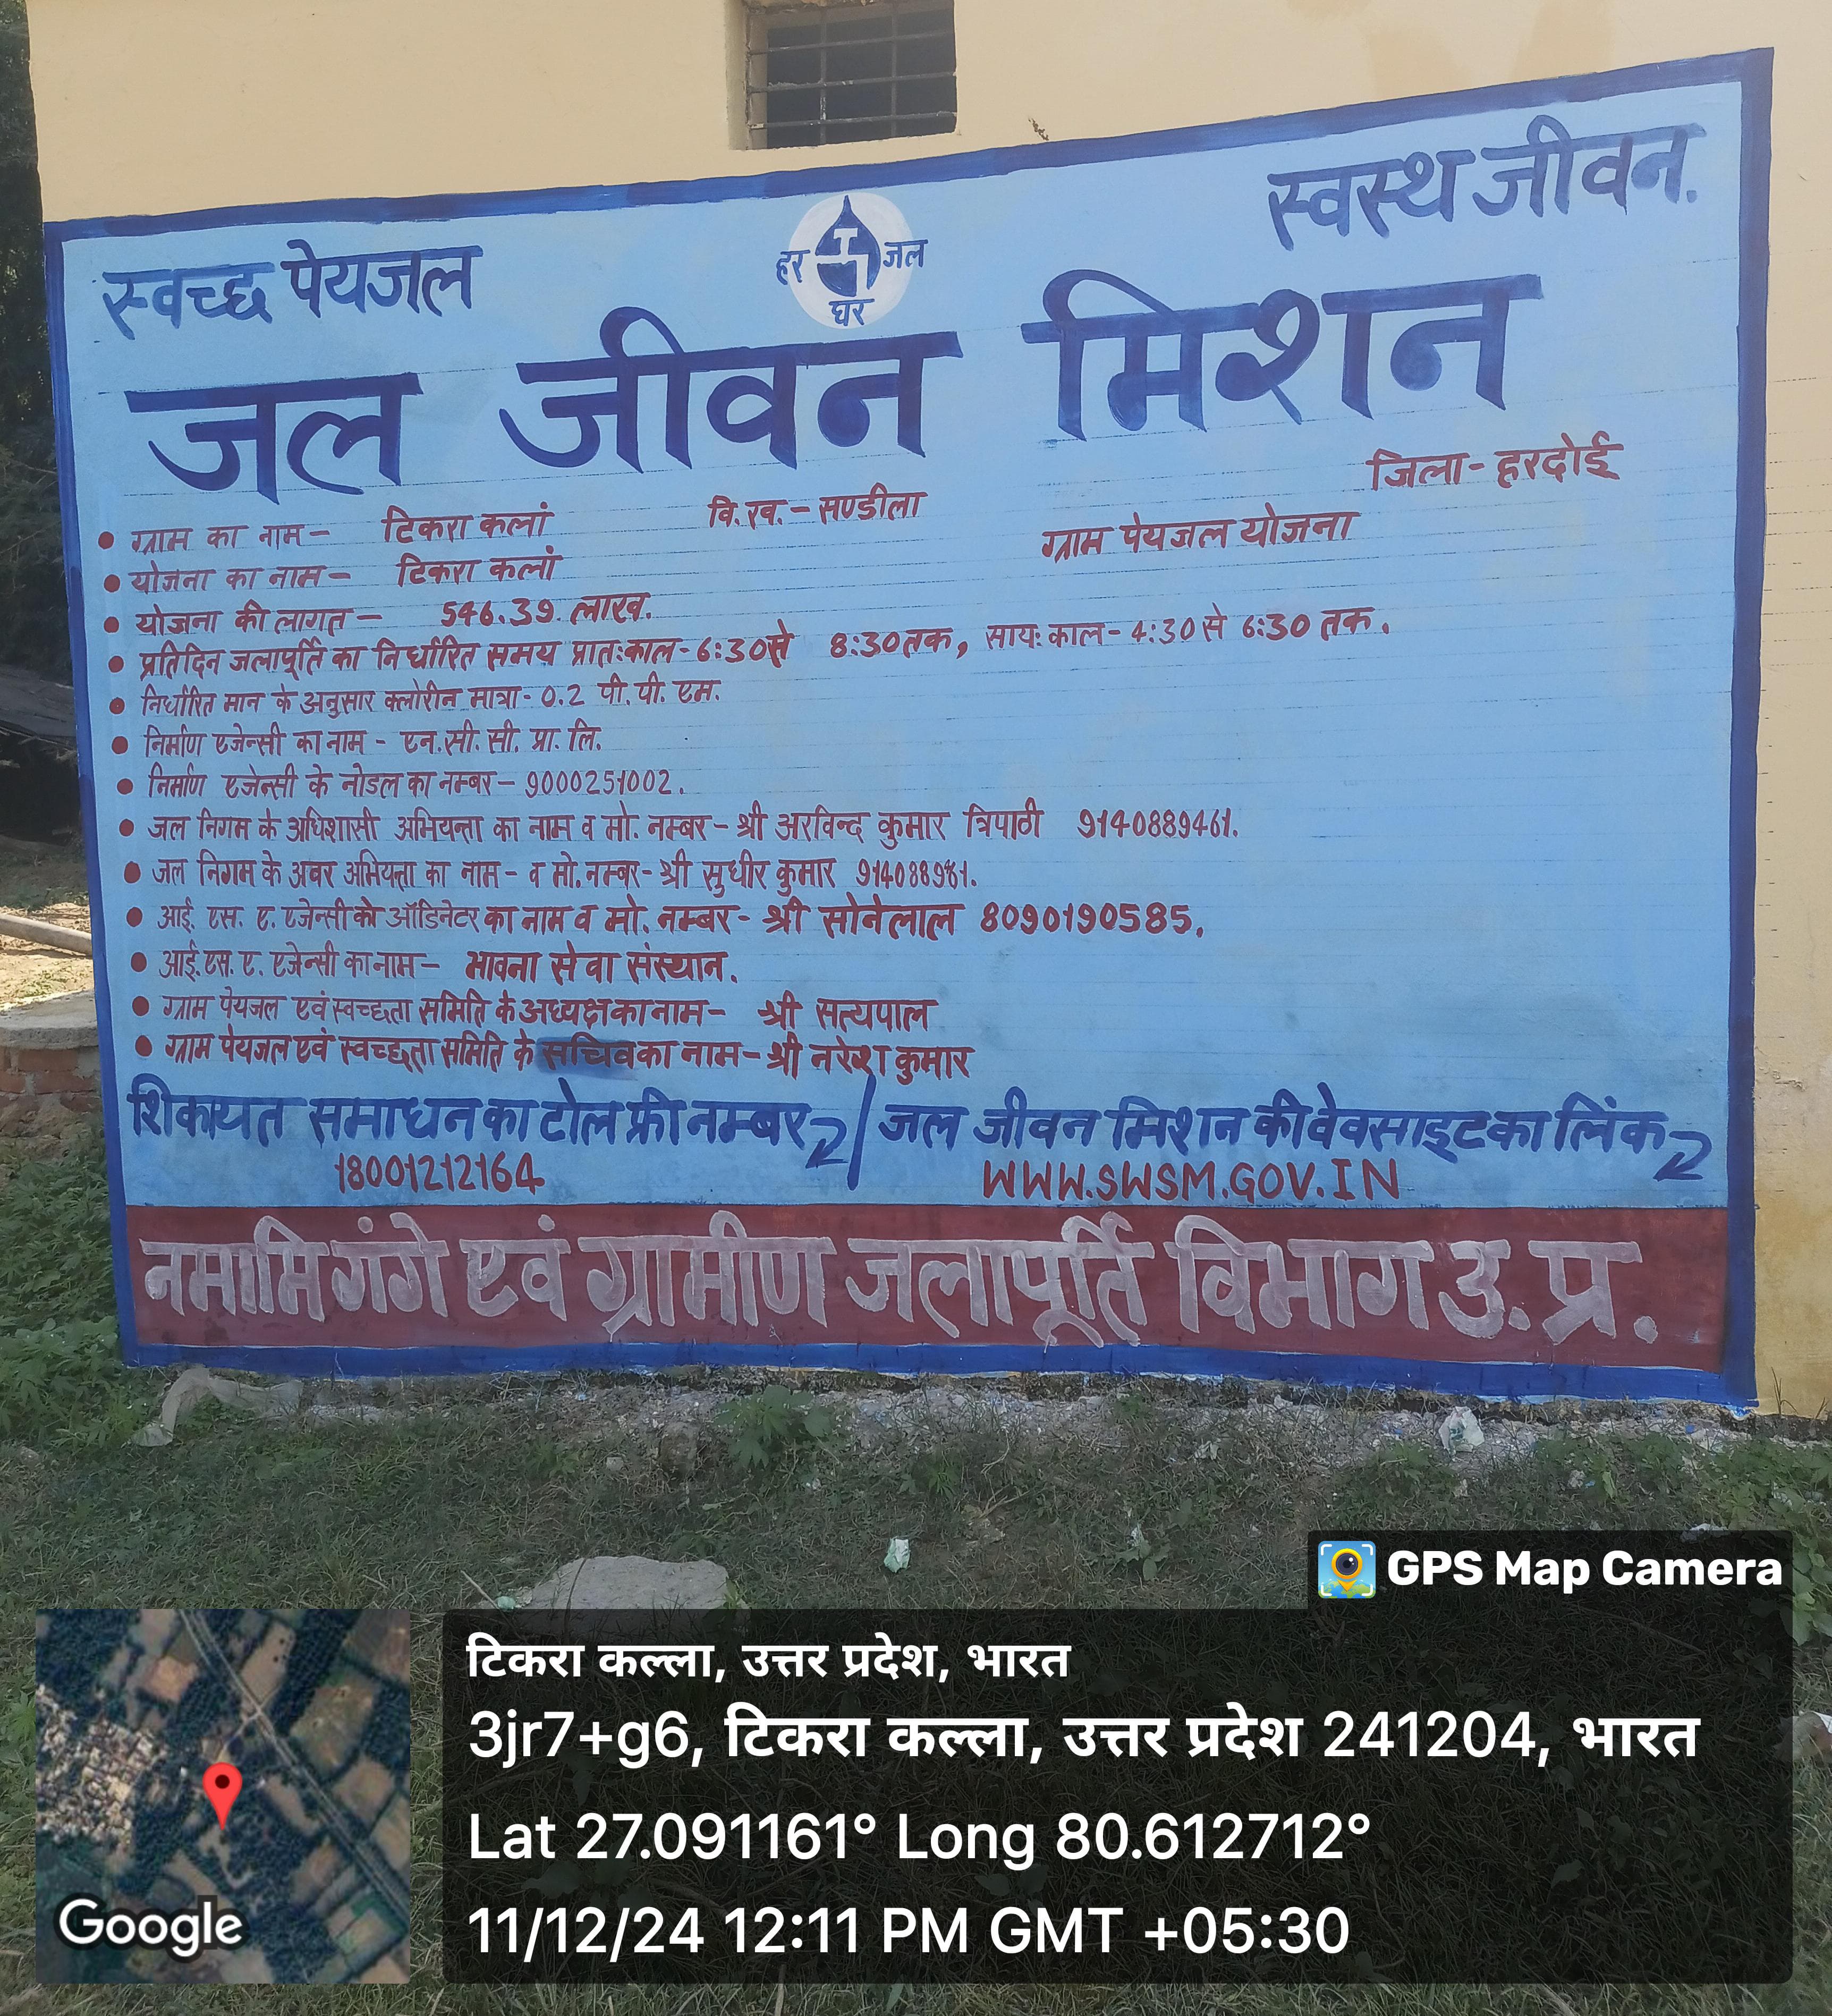 स्वच्छ पेयजल
हर जल
घर
स्वस्थ जीवन.
जल जीवन मिशन
जिला- हरदोई
• ग्राम का नाम- टिकरा कलां वि.ख.- सण्डीला
• योजना का नाम- टिकरा कलां ग्राम पेयजल योजना
• योजना की लागत- 546.39 लाख.
• प्रतिदिन जलापूर्ति का निर्धारित समय प्रातःकाल- 6:30से 8:30तक, सायःकाल- 4:30से 6:30 तक.
• निर्धारित मान के अनुसार क्लोरीन मात्रा- 0.2 पी. पी. एम.
• निर्माण एजेन्सी का नाम - एन.सी. सी. प्रा. लि.
• निर्माण एजेन्सी के नोडल का नम्बर- 9000251002.
• जल निगम के अधिशासी अभियन्ता का नाम व मो. नम्बर- श्री अरविन्द कुमार त्रिपाठी 9140889461.
• जल निगम के अवर अभियन्ता का नाम- व मो.नम्बर- श्री सुधीर कुमार
• आई. एस. ए. एजेन्सी को ऑडिनेटर का नाम व मो. नम्बर- श्री सोनेलाल 8090190585.
• आई.एस. ए. एजेन्सी का नाम- भावना सेवा संस्थान.
• ग्राम पेयजल एवं स्वच्छता समिति के अध्यक्ष का नाम- श्री सत्यपाल
• ग्राम पेयजल एवं स्वच्छता समिति के सचिव का नाम- श्री नरेश कुमार
शिकायत समाधन का टोल फ्री नम्बर / जल जीवन मिशन की वेवसाइट का लिंक
18001212164 WWW.SWSM.GOV.IN
नमामि गंगे एवं ग्रामीण जलापूर्ति विभाग उ. प्र.
GPS Map Camera
टिकरा कल्ला, उत्तर प्रदेश, भारत
3jr7+g6, टिकरा कल्ला, उत्तर प्रदेश 241204, भारत
Lat 27.091161° Long 80.612712°
11/12/24 12:11 PM GMT +05:30
Google